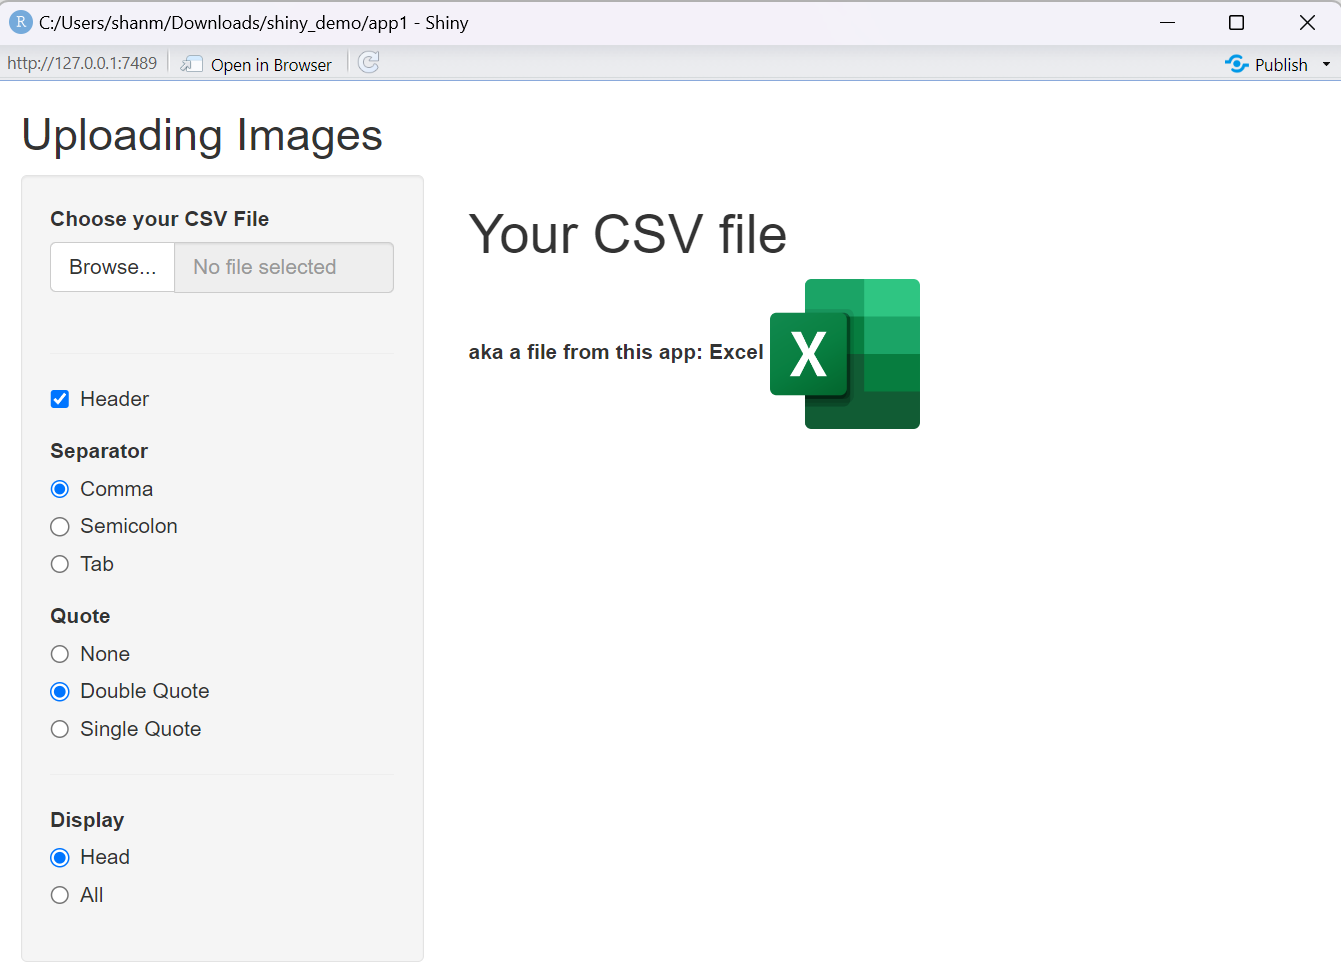 R C:/Users/shanm/Downloads/shiny_demo/app1 - Shiny
http://127.0.0.1:7489 Open in Browser Publish
Uploading Images
Choose your CSV File
Browse... No file selected
Header
Separator
Comma
Semicolon
Tab
Quote
None
Double Quote
Single Quote
Display
Head
All
Your CSV file
aka a file from this app: Excel X